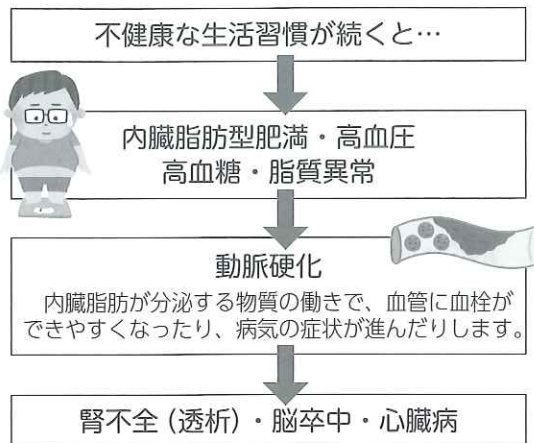 不健康な生活習慣が続くと…
内臓脂肪型肥満・高血圧
高血糖・脂質異常
動脈硬化
内臓脂肪が分泌する物質の働きで、血管に血栓が
できやすくなったり、病気の症状が進んだりします。
腎不全（透析）・脳卒中・心臓病